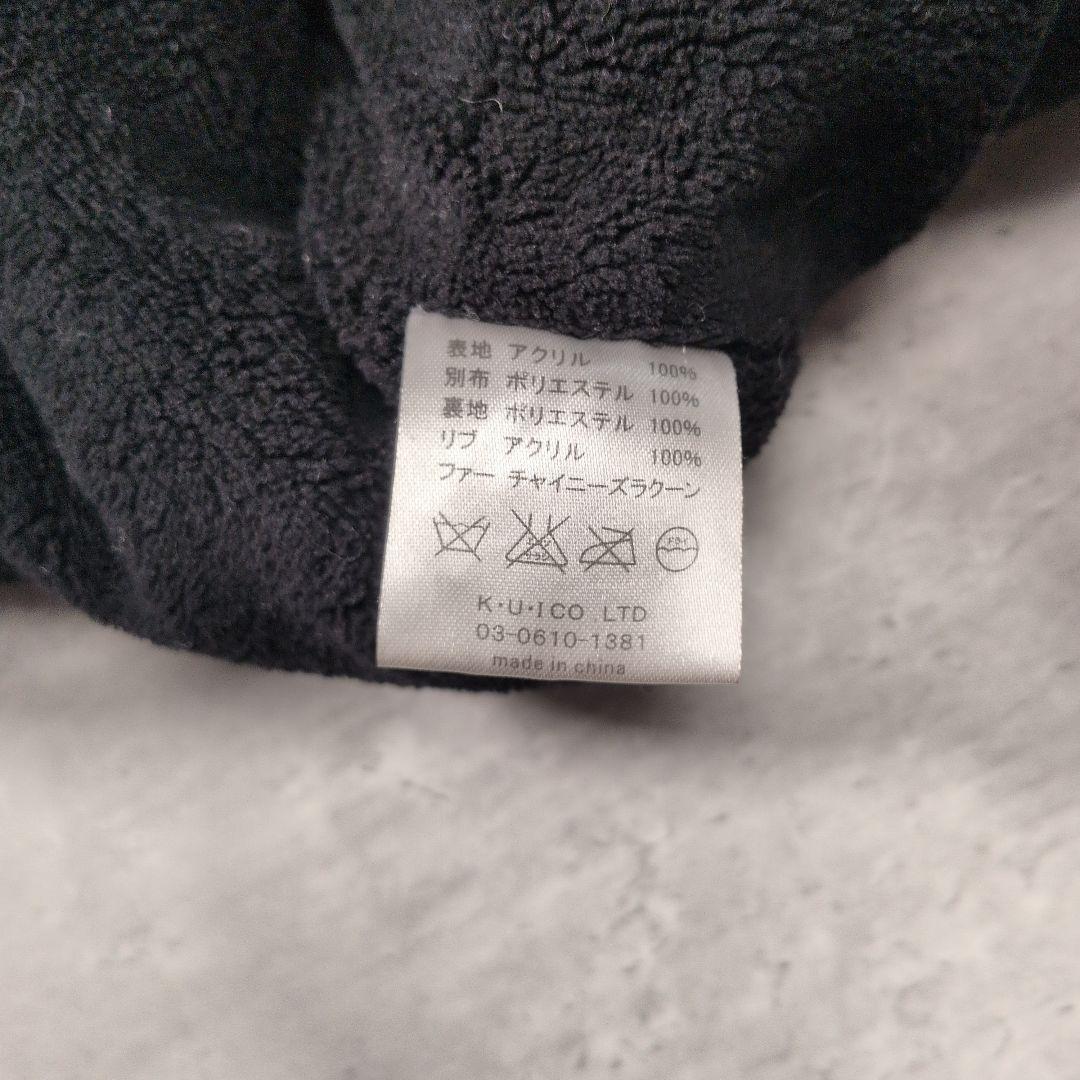 表地 アクリル 100%
別布 ポリエステル 100%
裏地 ポリエステル 100%
リブ アクリル 100%
ファー チャイニーズラクーン
K・U・ICO LTD
03-0610-1381
made in china